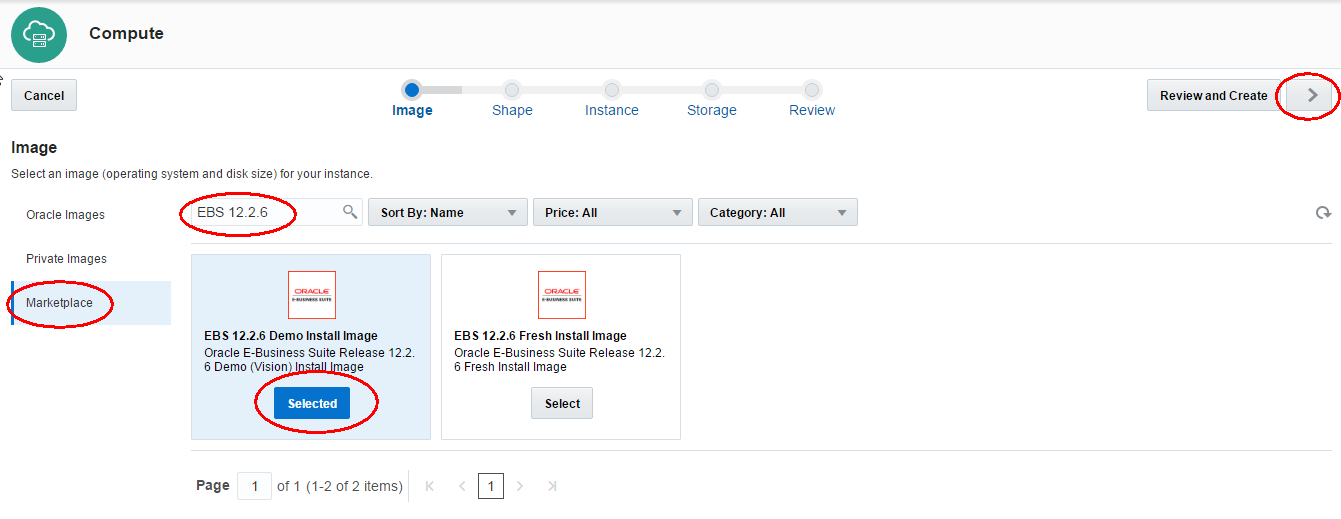 Compute
Cancel
Image
Shape
Instance
Storage
Review
Review and Create
Image
Select an image (operating system and disk size) for your instance.
Oracle Images
Private Images
Marketplace
EBS 12.2.6
Sort By: Name
Price: All
Category: All
ORACLE
E-BUSINESS SUITE
EBS 12.2.6 Demo Install Image
Oracle E-Business Suite Release 12.2.
6 Demo (Vision) Install Image
Selected
ORACLE
E-BUSINESS SUITE
EBS 12.2.6 Fresh Install Image
Oracle E-Business Suite Release 12.2.
6 Fresh Install Image
Select
Page 1 of 1 (1-2 of 2 items) 1